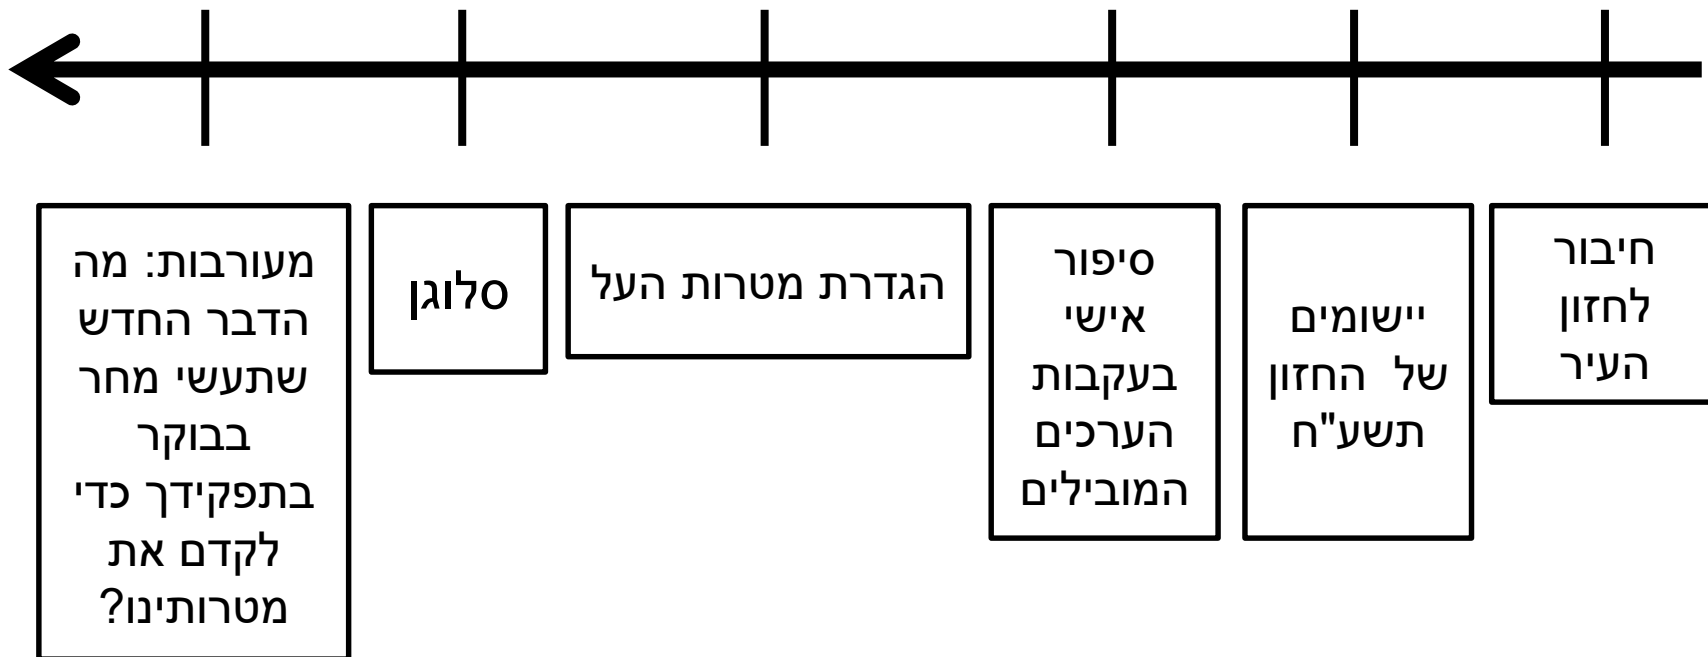 חיבור
לחזון
העיר
יישומים
של החזון
תשע"ח
סיפור
אישי
בעקבות
הערכים
המובילים
הגדרת מטרות העל
סלוגן
מעורבות: מה
הדבר החדש
שתעשי מחר
בבוקר
בתפקידך כדי
לקדם את
מטרותינו?